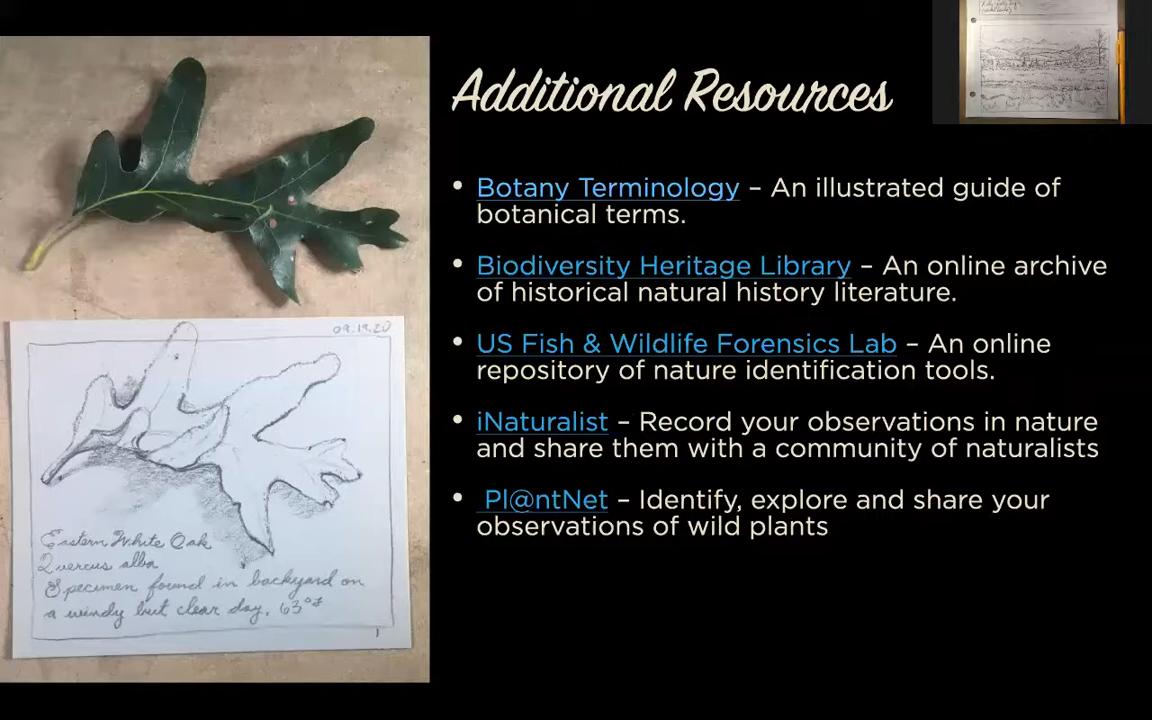 Additional Resources
• Botany Terminology – An illustrated guide of
botanical terms.
• Biodiversity Heritage Library – An online archive
of historical natural history literature.
• US Fish & Wildlife Forensics Lab – An online
repository of nature identification tools.
• iNaturalist – Record your observations in nature
and share them with a community of naturalists
• Pl@ntNet – Identify, explore and share your
observations of wild plants
09.19.20
Eastern White Oak
Quercus alba
Specimen found in backyard on
a windy but clear day, 63°f
1